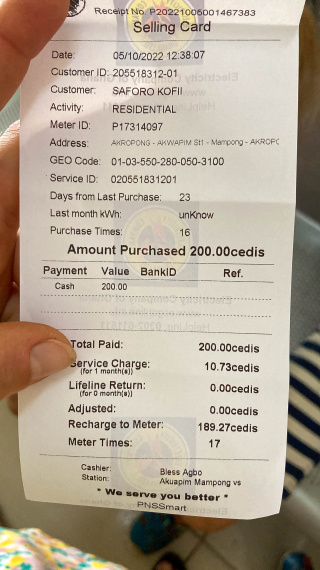 Receipt No. P20221005001467383
Selling Card
Date: 05/10/2022 12:38:07
Customer ID: 205518312-01
Customer: SAFORO KOFII
Activity: RESIDENTIAL
Meter ID: P17314097
Address: AKROPONG - AKWAPIM St1 - Mampong - AKROPO
GEO Code: 01-03-550-280-050-3100
Service ID: 020551831201
Days from Last Purchase: 23
Last month kWh: unKnow
Purchase Times: 16
Amount Purchased 200.00cedis
Payment Value BankID Ref.
Cash 200.00
Total Paid: 200.00cedis
Service Charge: 10.73cedis
(for 1 month(s))
Lifeline Return: 0.00cedis
(for 0 month(s))
Adjusted: 0.00cedis
Recharge to Meter: 189.27cedis
Meter Times: 17
Cashier: Bless Agbo
Station: Akuapim Mampong vs
* We serve you better *
PNSSmart